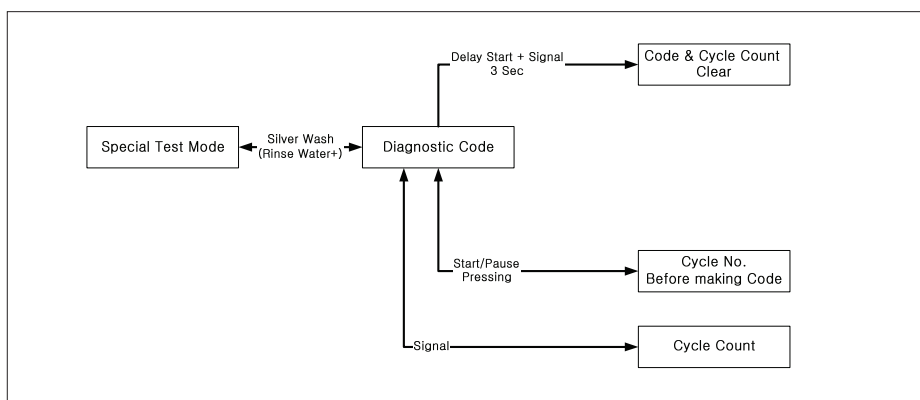 Delay Start + Signal
3 Sec
Code & Cycle Count
Clear
Special Test Mode
Silver Wash
(Rinse Water+)
Diagnostic Code
Start/Pause
Pressing
Cycle No.
Before making Code
Signal
Cycle Count